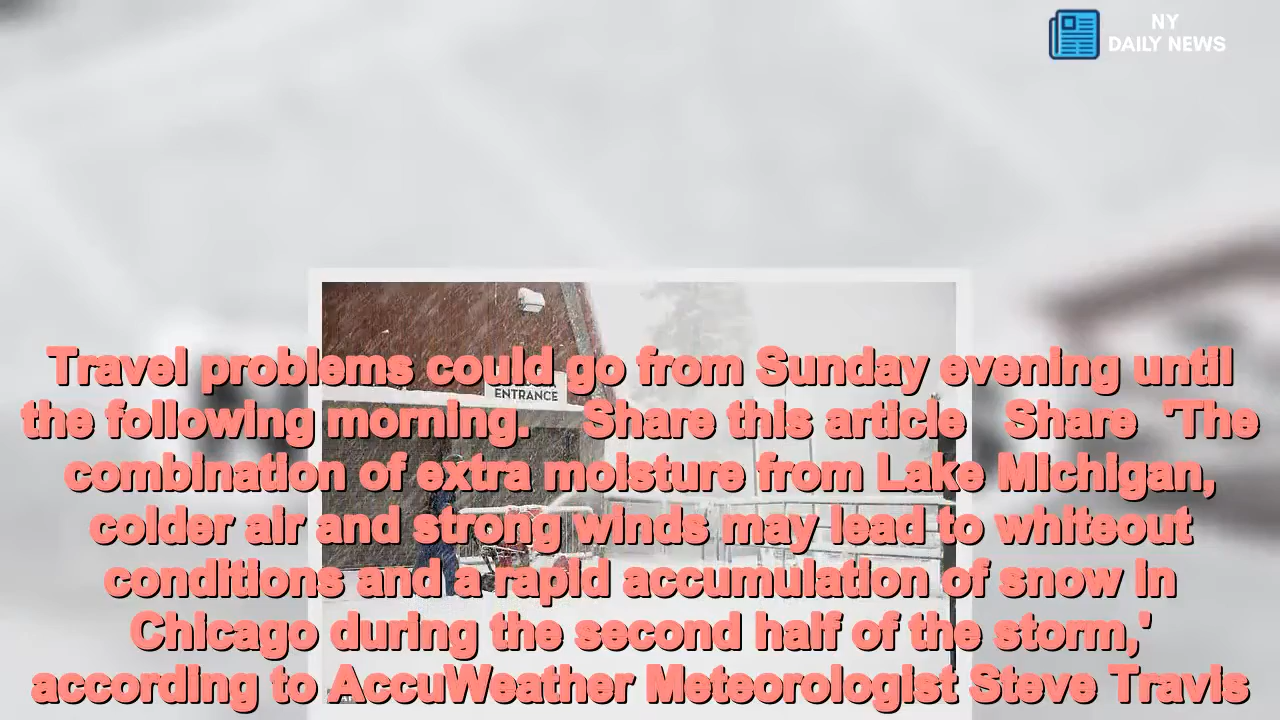 NY
DAILY NEWS
ENTRANCE
Travel problems could go from Sunday evening until
the following morning. Share this article Share 'The
combination of extra moisture from Lake Michigan,
colder air and strong winds may lead to whiteout
conditions and a rapid accumulation of snow in
Chicago during the second half of the storm,'
according to AccuWeather Meteorologist Steve Travis